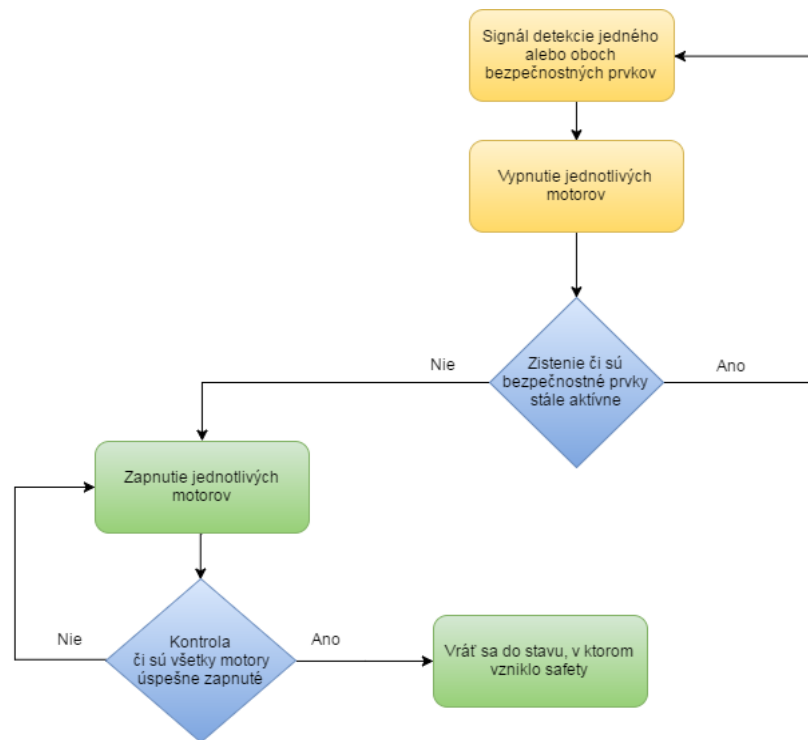 Signál detekcie jedného
alebo oboch
bezpečnostných prvkov
Vypnutie jednotlivých
motorov
Nie
Zistenie či sú
bezpečnostné prvky
stále aktívne
Ano
Zapnutie jednotlivých
motorov
Nie
Kontrola
či sú všetky motory
úspešne zapnuté
Ano
Vráť sa do stavu, v ktorom
vzniklo safety